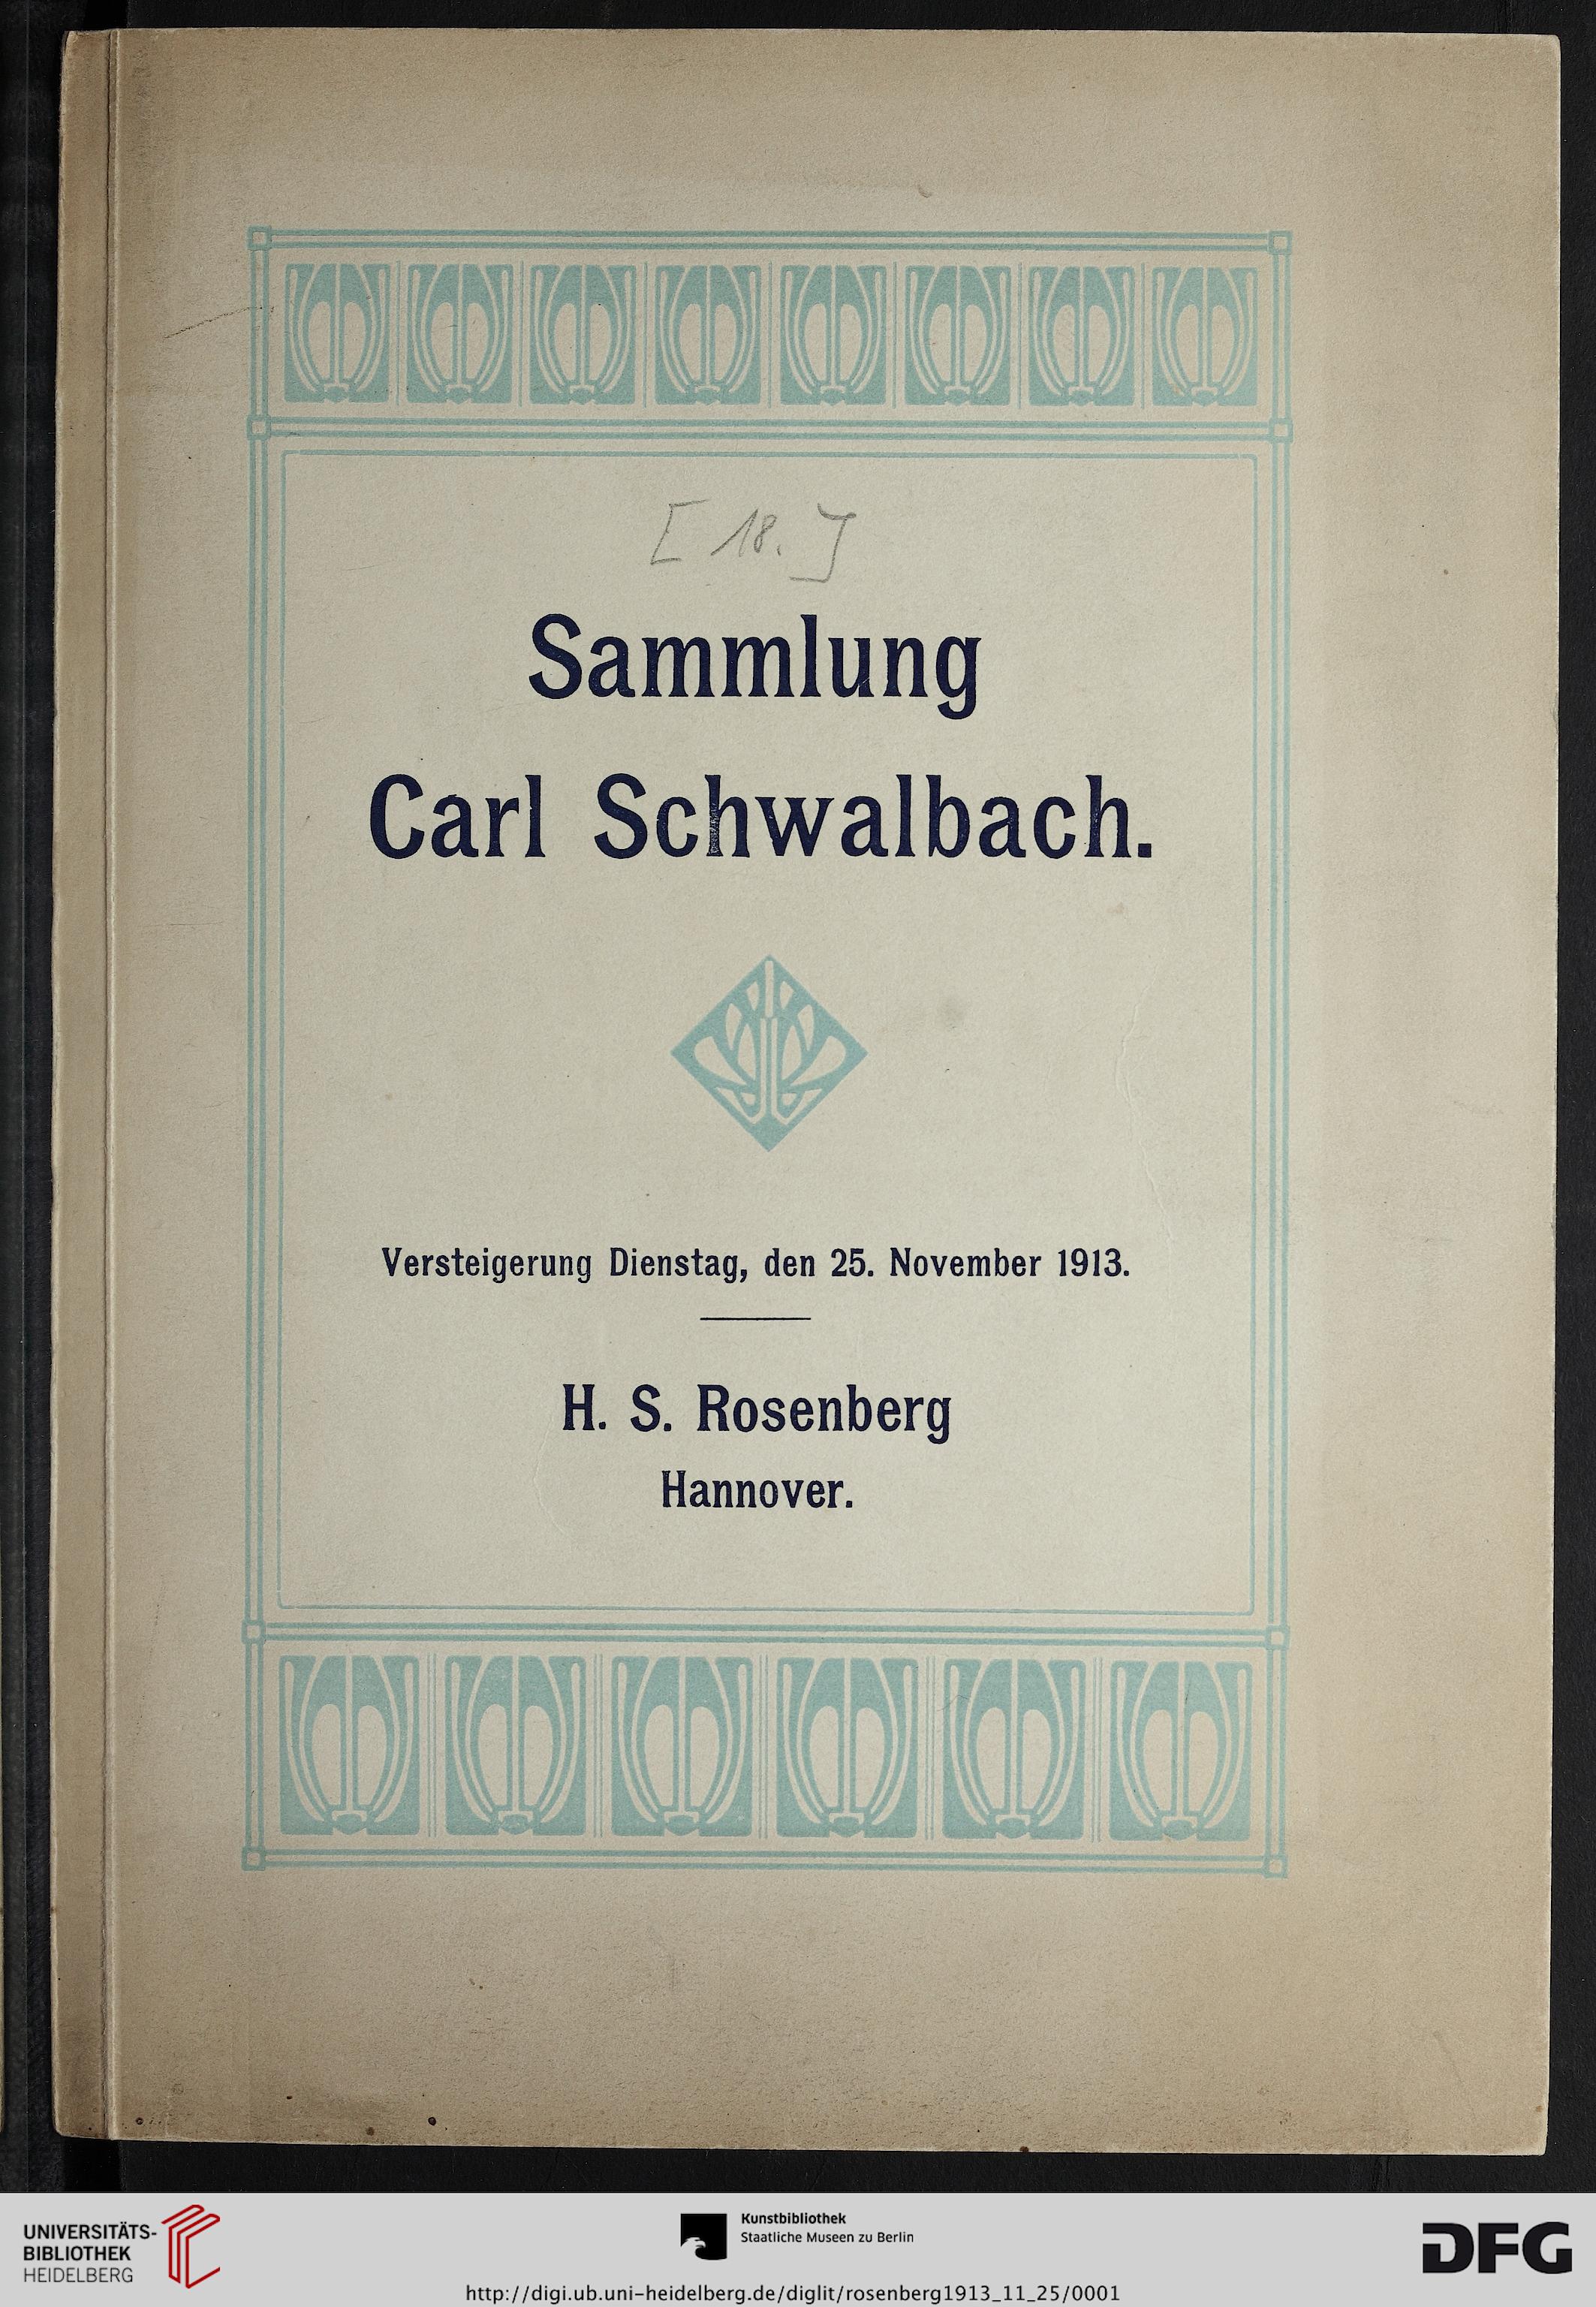 [ 18. ]
Sammlung
Carl Schwalbach.
Versteigerung Dienstag, den 25. November 1913.
H. S. Rosenberg
Hannover.
UNIVERSITÄTS-
BIBLIOTHEK
HEIDELBERG
Kunstbibliothek
Staatliche Museen zu Berlin
http://digi.ub.uni-heidelberg.de/diglit/rosenberg1913_11_25/0001
DFG